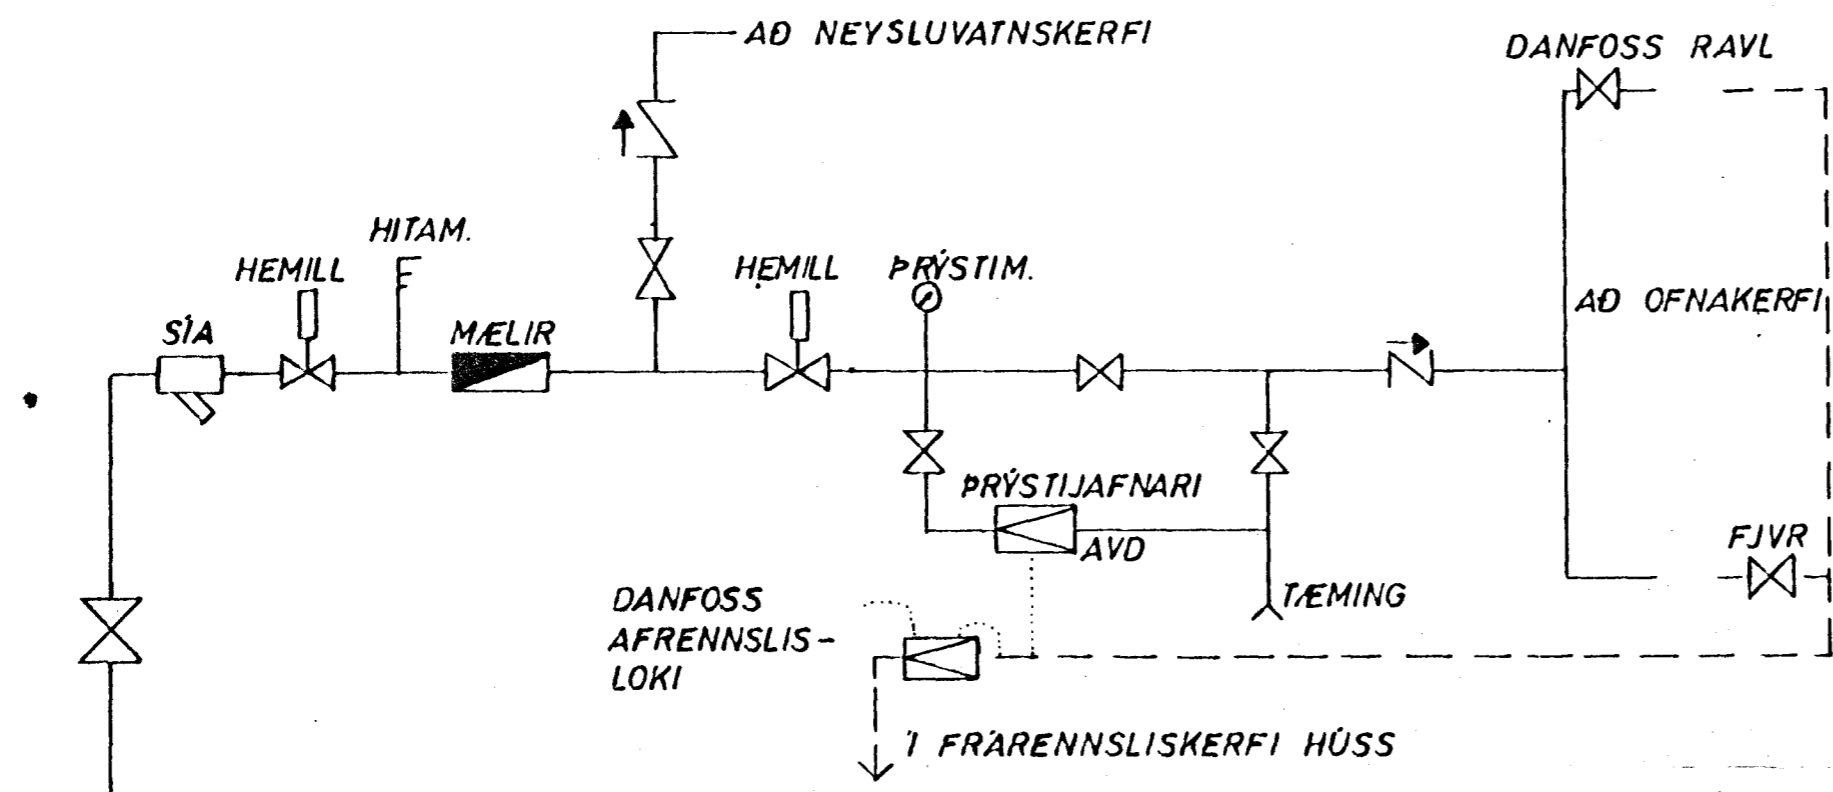 AÐ NEYSLUVATNSKERFI
DANFOSS RAVL
HITAM.
HEMILL
HEMILL
ÞRÝSTIM.
AÐ OFNAKERFI
SÍA
MÆLIR
ÞRÝSTIJAFNARI
AVD
FJVR
DANFOSS
AFRENNSLIS-
LOKI
TÆMING
Í FRÁRENNSLISKERFI HÚSS